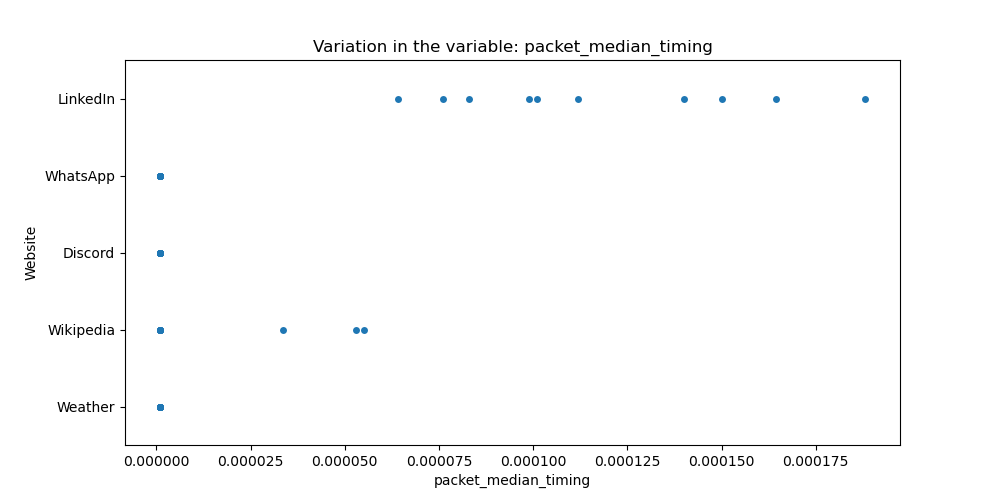 Variation in the variable: packet_median_timing
LinkedIn
WhatsApp
Discord
Wikipedia
Weather
Website
0.000000 0.000025 0.000050 0.000075 0.000100 0.000125 0.000150 0.000175
packet_median_timing